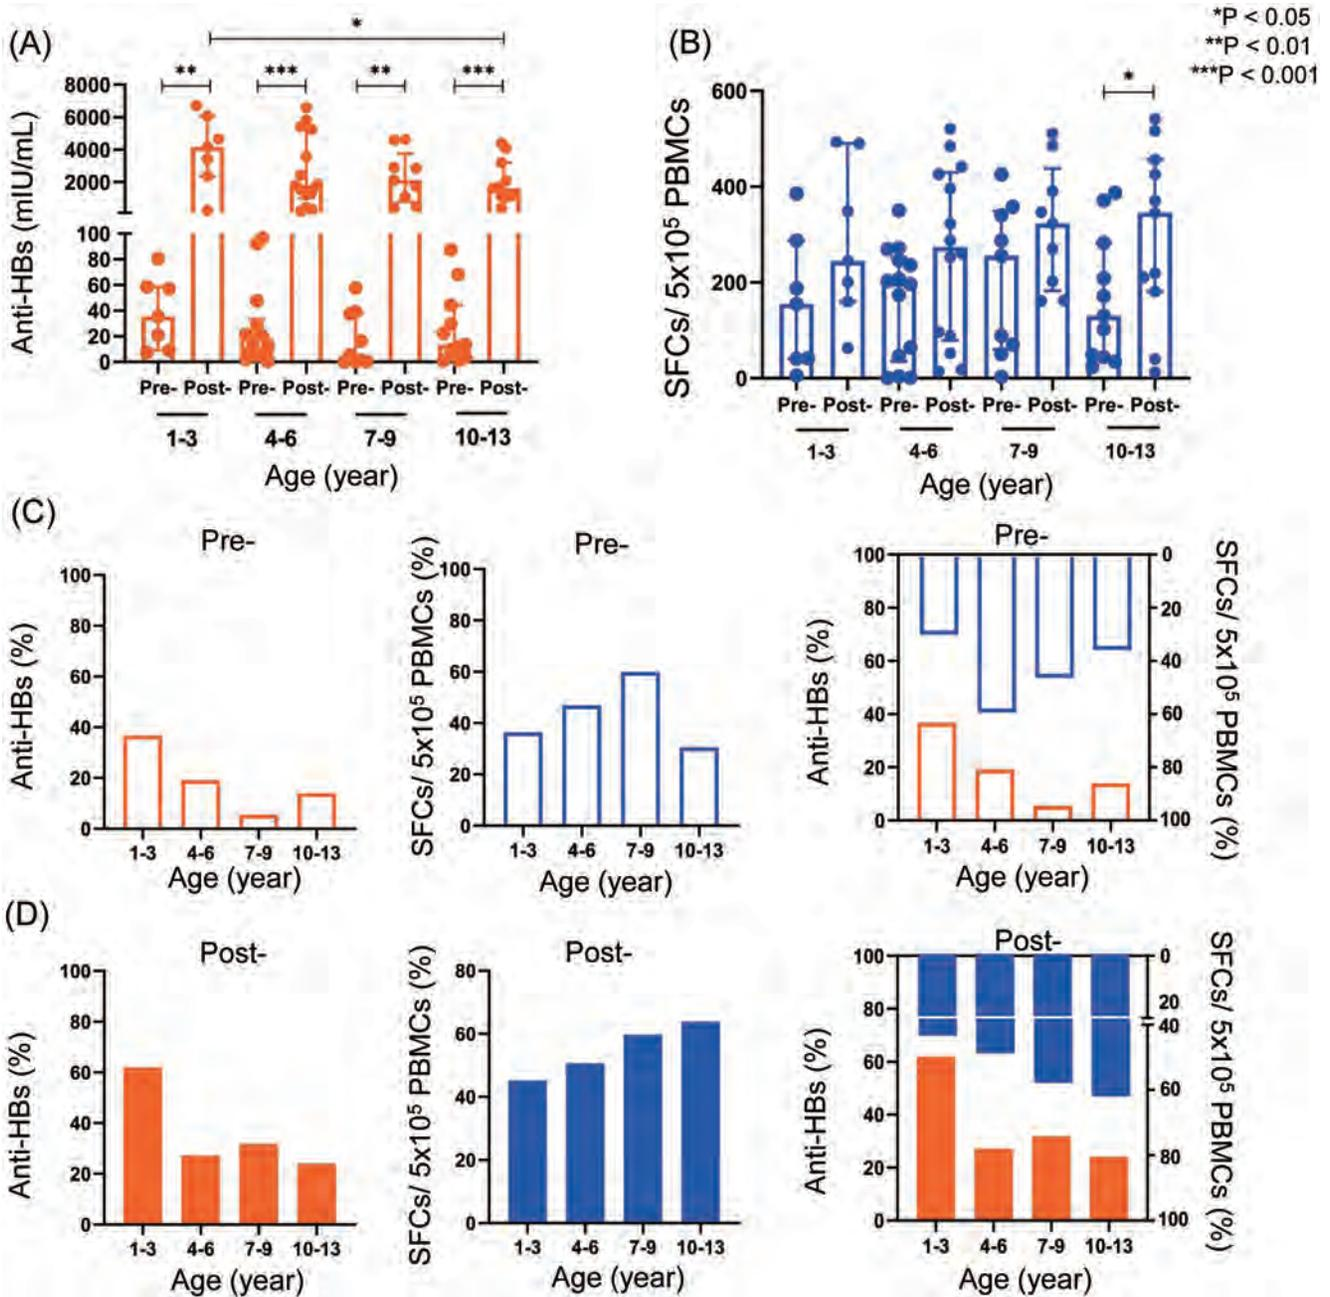 *P < 0.05
**P < 0.01
***P < 0.001
(A)
*
** *** ** ***
Anti-HBs (mIU/mL)
8000
6000
4000
2000
100
80
60
40
20
0
Pre- Post- Pre- Post- Pre- Post- Pre- Post-
1-3 4-6 7-9 10-13
Age (year)
(B)
*
SFCs/ 5x10⁵ PBMCs
600
400
200
0
Pre- Post- Pre- Post- Pre- Post- Pre- Post-
1-3 4-6 7-9 10-13
Age (year)
(C)
Pre-
Anti-HBs (%)
100
80
60
40
20
0
1-3 4-6 7-9 10-13
Age (year)
Pre-
SFCs/ 5x10⁵ PBMCs (%)
100
80
60
40
20
0
1-3 4-6 7-9 10-13
Age (year)
Pre-
Anti-HBs (%)
100
80
60
40
20
0
SFCs/ 5x10⁵ PBMCs (%)
0
20
40
60
80
100
1-3 4-6 7-9 10-13
Age (year)
(D)
Post-
Anti-HBs (%)
100
80
60
40
20
0
1-3 4-6 7-9 10-13
Age (year)
Post-
SFCs/ 5x10⁵ PBMCs (%)
80
60
40
20
0
1-3 4-6 7-9 10-13
Age (year)
Post-
Anti-HBs (%)
100
80
60
40
20
0
SFCs/ 5x10⁵ PBMCs (%)
0
20
40
60
80
100
1-3 4-6 7-9 10-13
Age (year)